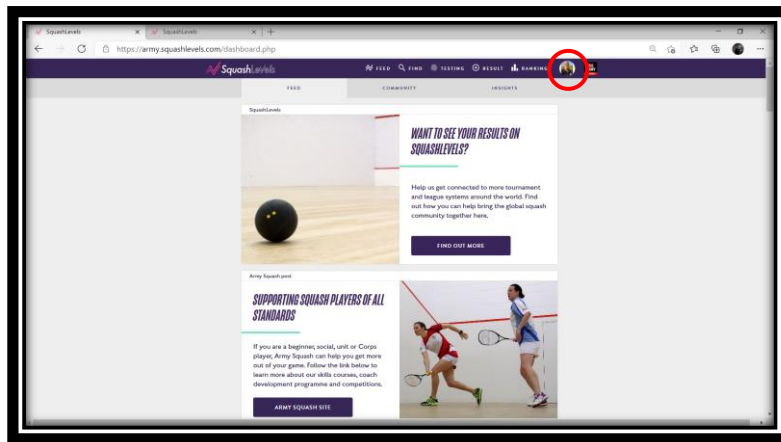 SquashLevels
SquashLevels
https://army.squashlevels.com/dashboard.php
SquashLevels
FEED FIND TESTING RESULT RANKING
FEED COMMUNITY INSIGHTS
SquashLevels
WANT TO SEE YOUR RESULTS ON
SQUASHLEVELS?
Help us get connected to more tournament
and league systems around the world. Find
out how you can help bring the global squash
community together here.
FIND OUT MORE
Army Squash post
SUPPORTING SQUASH PLAYERS OF ALL
STANDARDS
If you are a beginner, social, unit or Corps
player, Army Squash can help you get more
out of your game. Follow the link below to
learn more about our skills courses, coach
development programme and competitions.
ARMY SQUASH SITE